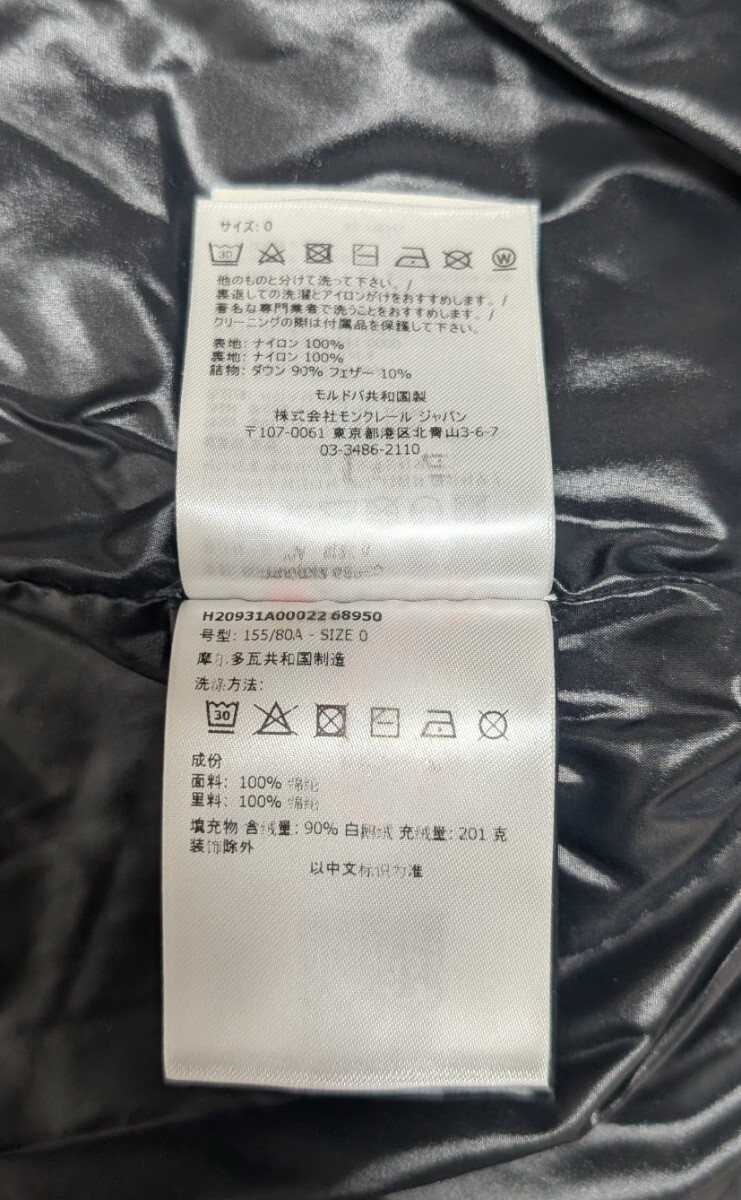 サイズ: 0
30
W
他のものと分けて洗って下さい。/
裏返しての洗濯とアイロンがけをおすすめします。/
著名な専門業者で洗うことをおすすめします。/
クリーニングの際は付属品を保護して下さい。
表地: ナイロン 100%
裏地: ナイロン 100%
詰物: ダウン 90% フェザー 10%
モルドバ共和国製
株式会社モンクレール ジャパン
〒107-0061 東京都港区北青山3-6-7
03-3486-2110
H20931A00022 68950
号型: 155/80A - SIZE 0
摩尔多瓦共和国制造
洗涤方法:
30
成份
面料: 100% 锦纶
里料: 100% 锦纶
填充物 含绒量: 90% 白鹅绒 充绒量: 201 克
装饰除外
以中文标识为准